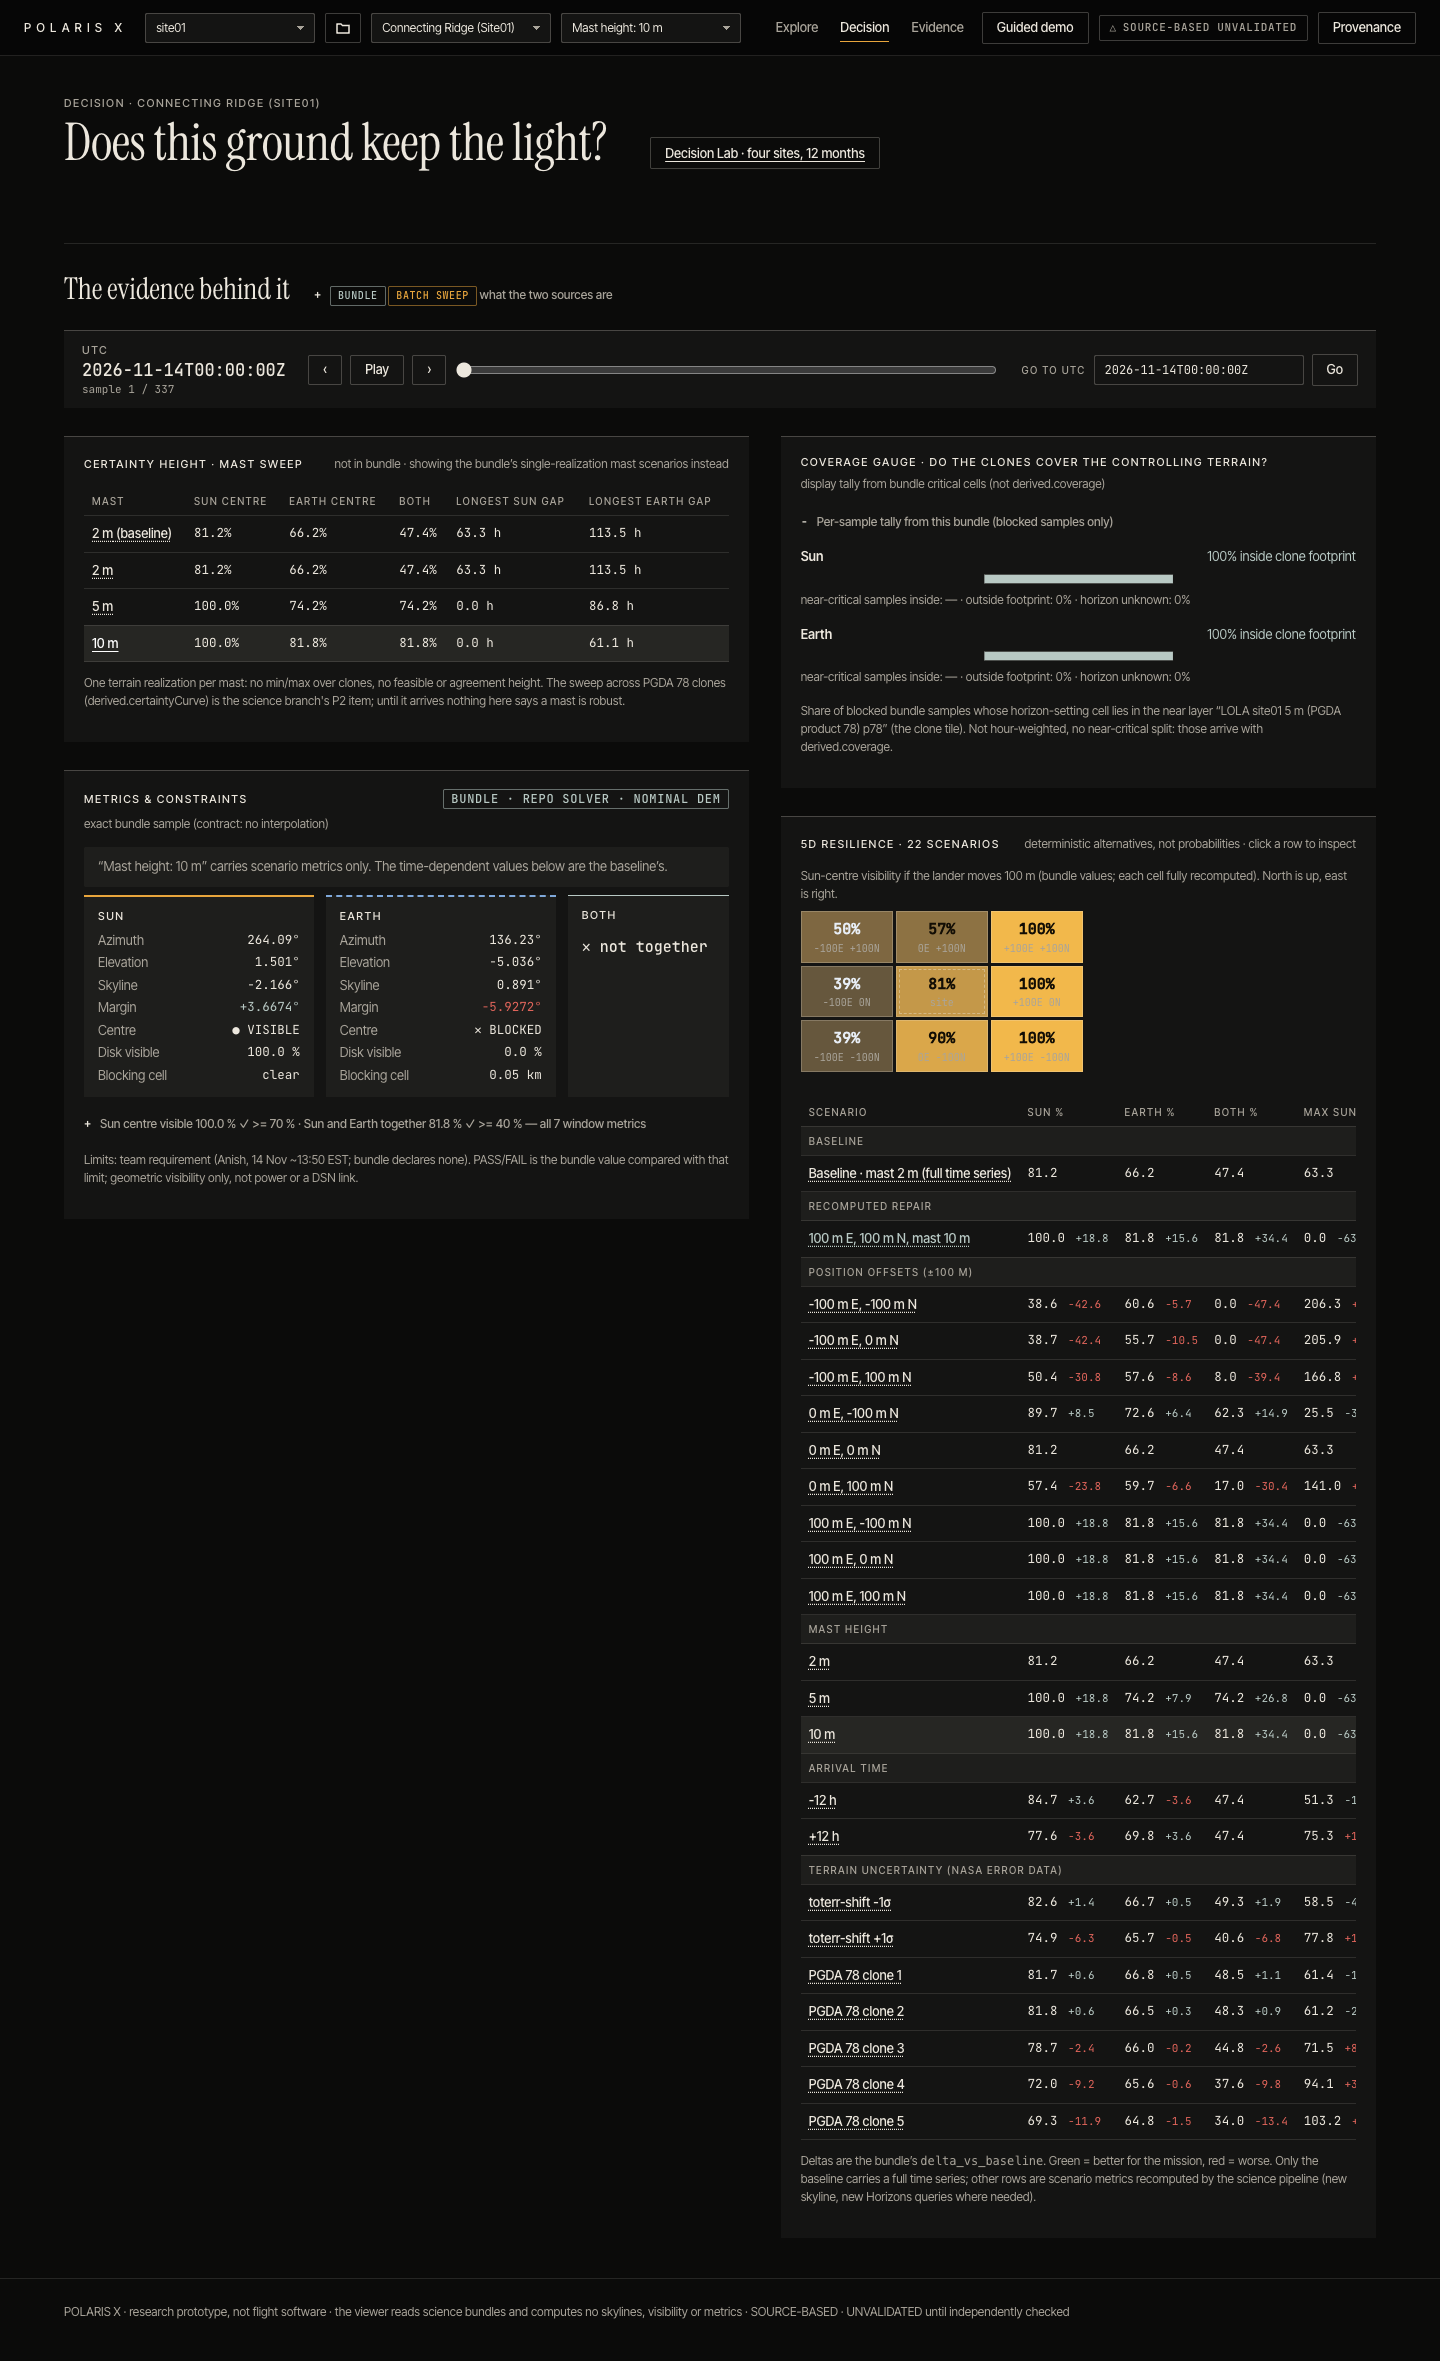 POLARIS X
site01
Connecting Ridge (Site01)
Mast height: 10 m
Explore
Decision
Evidence
Guided demo
△ SOURCE-BASED UNVALIDATED
Provenance
DECISION · CONNECTING RIDGE (SITE01)
Does this ground keep the light?
Decision Lab · four sites, 12 months
The evidence behind it
+ BUNDLE BATCH SWEEP what the two sources are
UTC
2026-11-14T00:00:00Z
sample 1 / 337
‹
Play
›
GO TO UTC
2026-11-14T00:00:00Z
Go
CERTAINTY HEIGHT · MAST SWEEP
not in bundle · showing the bundle's single-realization mast scenarios instead
MAST SUN CENTRE EARTH CENTRE BOTH LONGEST SUN GAP LONGEST EARTH GAP
2 m (baseline) 81.2% 66.2% 47.4% 63.3 h 113.5 h
2 m 81.2% 66.2% 47.4% 63.3 h 113.5 h
5 m 100.0% 74.2% 74.2% 0.0 h 86.8 h
10 m 100.0% 81.8% 81.8% 0.0 h 61.1 h
One terrain realization per mast: no min/max over clones, no feasible or agreement height. The sweep across PGDA 78 clones
(derived.certaintyCurve) is the science branch's P2 item; until it arrives nothing here says a mast is robust.
METRICS & CONSTRAINTS
BUNDLE · REPO SOLVER · NOMINAL DEM
exact bundle sample (contract: no interpolation)
“Mast height: 10 m” carries scenario metrics only. The time-dependent values below are the baseline's.
SUN
Azimuth 264.09°
Elevation 1.501°
Skyline -2.166°
Margin +3.6674°
Centre ● VISIBLE
Disk visible 100.0 %
Blocking cell clear
EARTH
Azimuth 136.23°
Elevation -5.036°
Skyline 0.891°
Margin -5.9272°
Centre × BLOCKED
Disk visible 0.0 %
Blocking cell 0.05 km
BOTH
× not together
+ Sun centre visible 100.0 % ✓ >= 70 % · Sun and Earth together 81.8 % ✓ >= 40 % — all 7 window metrics
Limits: team requirement (Anish, 14 Nov ~13:50 EST; bundle declares none). PASS/FAIL is the bundle value compared with that
limit; geometric visibility only, not power or a DSN link.
COVERAGE GAUGE · DO THE CLONES COVER THE CONTROLLING TERRAIN?
display tally from bundle critical cells (not derived.coverage)
- Per-sample tally from this bundle (blocked samples only)
Sun 100% inside clone footprint
near-critical samples inside: — · outside footprint: 0% · horizon unknown: 0%
Earth 100% inside clone footprint
near-critical samples inside: — · outside footprint: 0% · horizon unknown: 0%
Share of blocked bundle samples whose horizon-setting cell lies in the near layer “LOLA site01 5 m (PGDA
product 78) p78” (the clone tile). Not hour-weighted, no near-critical split: those arrive with
derived.coverage.
5D RESILIENCE · 22 SCENARIOS
deterministic alternatives, not probabilities · click a row to inspect
Sun-centre visibility if the lander moves 100 m (bundle values; each cell fully recomputed). North is up, east
is right.
50% 57% 100%
-100E +100N 0E +100N +100E +100N
39% 81% 100%
-100E 0N +100E 0N
39% 90% 100%
-100E -100N 0E -100N +100E -100N
SCENARIO SUN % EARTH % BOTH % MAX SUN
BASELINE
Baseline · mast 2 m (full time series) 81.2 66.2 47.4 63.3
RECOMPUTED REPAIR
100 m E, 100 m N, mast 10 m 100.0 +18.8 81.8 +15.6 81.8 +34.4 0.0 -63
POSITION OFFSETS (±100 M)
-100 m E, -100 m N 38.6 -42.6 60.6 -5.7 0.0 -47.4 206.3 +
-100 m E, 0 m N 38.7 -42.4 55.7 -10.5 0.0 -47.4 205.9 +
-100 m E, 100 m N 50.4 -30.8 57.6 -8.6 8.0 -39.4 166.8 +
0 m E, -100 m N 89.7 +8.5 72.6 +6.4 62.3 +14.9 25.5 -3
0 m E, 0 m N 81.2 66.2 47.4 63.3
0 m E, 100 m N 57.4 -23.8 59.7 -6.6 17.0 -30.4 141.0 +
100 m E, -100 m N 100.0 +18.8 81.8 +15.6 81.8 +34.4 0.0 -63
100 m E, 0 m N 100.0 +18.8 81.8 +15.6 81.8 +34.4 0.0 -63
100 m E, 100 m N 100.0 +18.8 81.8 +15.6 81.8 +34.4 0.0 -63
MAST HEIGHT
2 m 81.2 66.2 47.4 63.3
5 m 100.0 +18.8 74.2 +7.9 74.2 +26.8 0.0 -63
10 m 100.0 +18.8 81.8 +15.6 81.8 +34.4 0.0 -63
ARRIVAL TIME
-12 h 84.7 +3.6 62.7 -3.6 47.4 51.3 -1
+12 h 77.6 -3.6 69.8 +3.6 47.4 75.3 +1
TERRAIN UNCERTAINTY (NASA ERROR DATA)
toterr-shift -1σ 82.6 +1.4 66.7 +0.5 49.3 +1.9 58.5 -4
toterr-shift +1σ 74.9 -6.3 65.7 -0.5 40.6 -6.8 77.8 +1
PGDA 78 clone 1 81.7 +0.6 66.8 +0.5 48.5 +1.1 61.4 -1
PGDA 78 clone 2 81.8 +0.6 66.5 +0.3 48.3 +0.9 61.2 -2
PGDA 78 clone 3 78.7 -2.4 66.0 -0.2 44.8 -2.6 71.5 +8
PGDA 78 clone 4 72.0 -9.2 65.6 -0.6 37.6 -9.8 94.1 +3
PGDA 78 clone 5 69.3 -11.9 64.8 -1.5 34.0 -13.4 103.2 +
Deltas are the bundle's delta_vs_baseline. Green = better for the mission, red = worse. Only the
baseline carries a full time series; other rows are scenario metrics recomputed by the science pipeline (new
skyline, new Horizons queries where needed).
POLARIS X · research prototype, not flight software · the viewer reads science bundles and computes no skylines, visibility or metrics · SOURCE-BASED · UNVALIDATED until independently checked